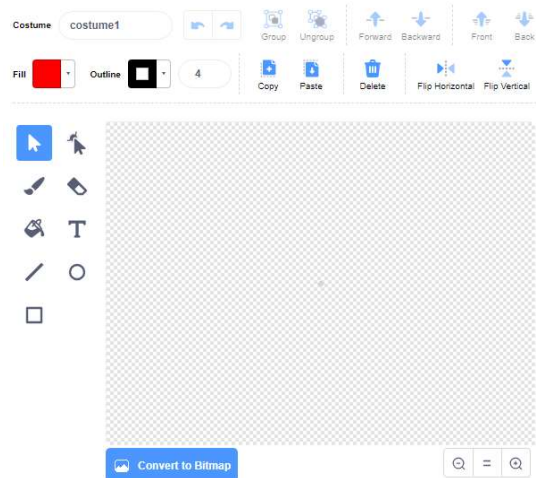 Costume costume1
Group Ungroup Forward Backward Front Back
Fill Outline 4
Copy Paste Delete Flip Horizontal Flip Vertical
T
Convert to Bitmap